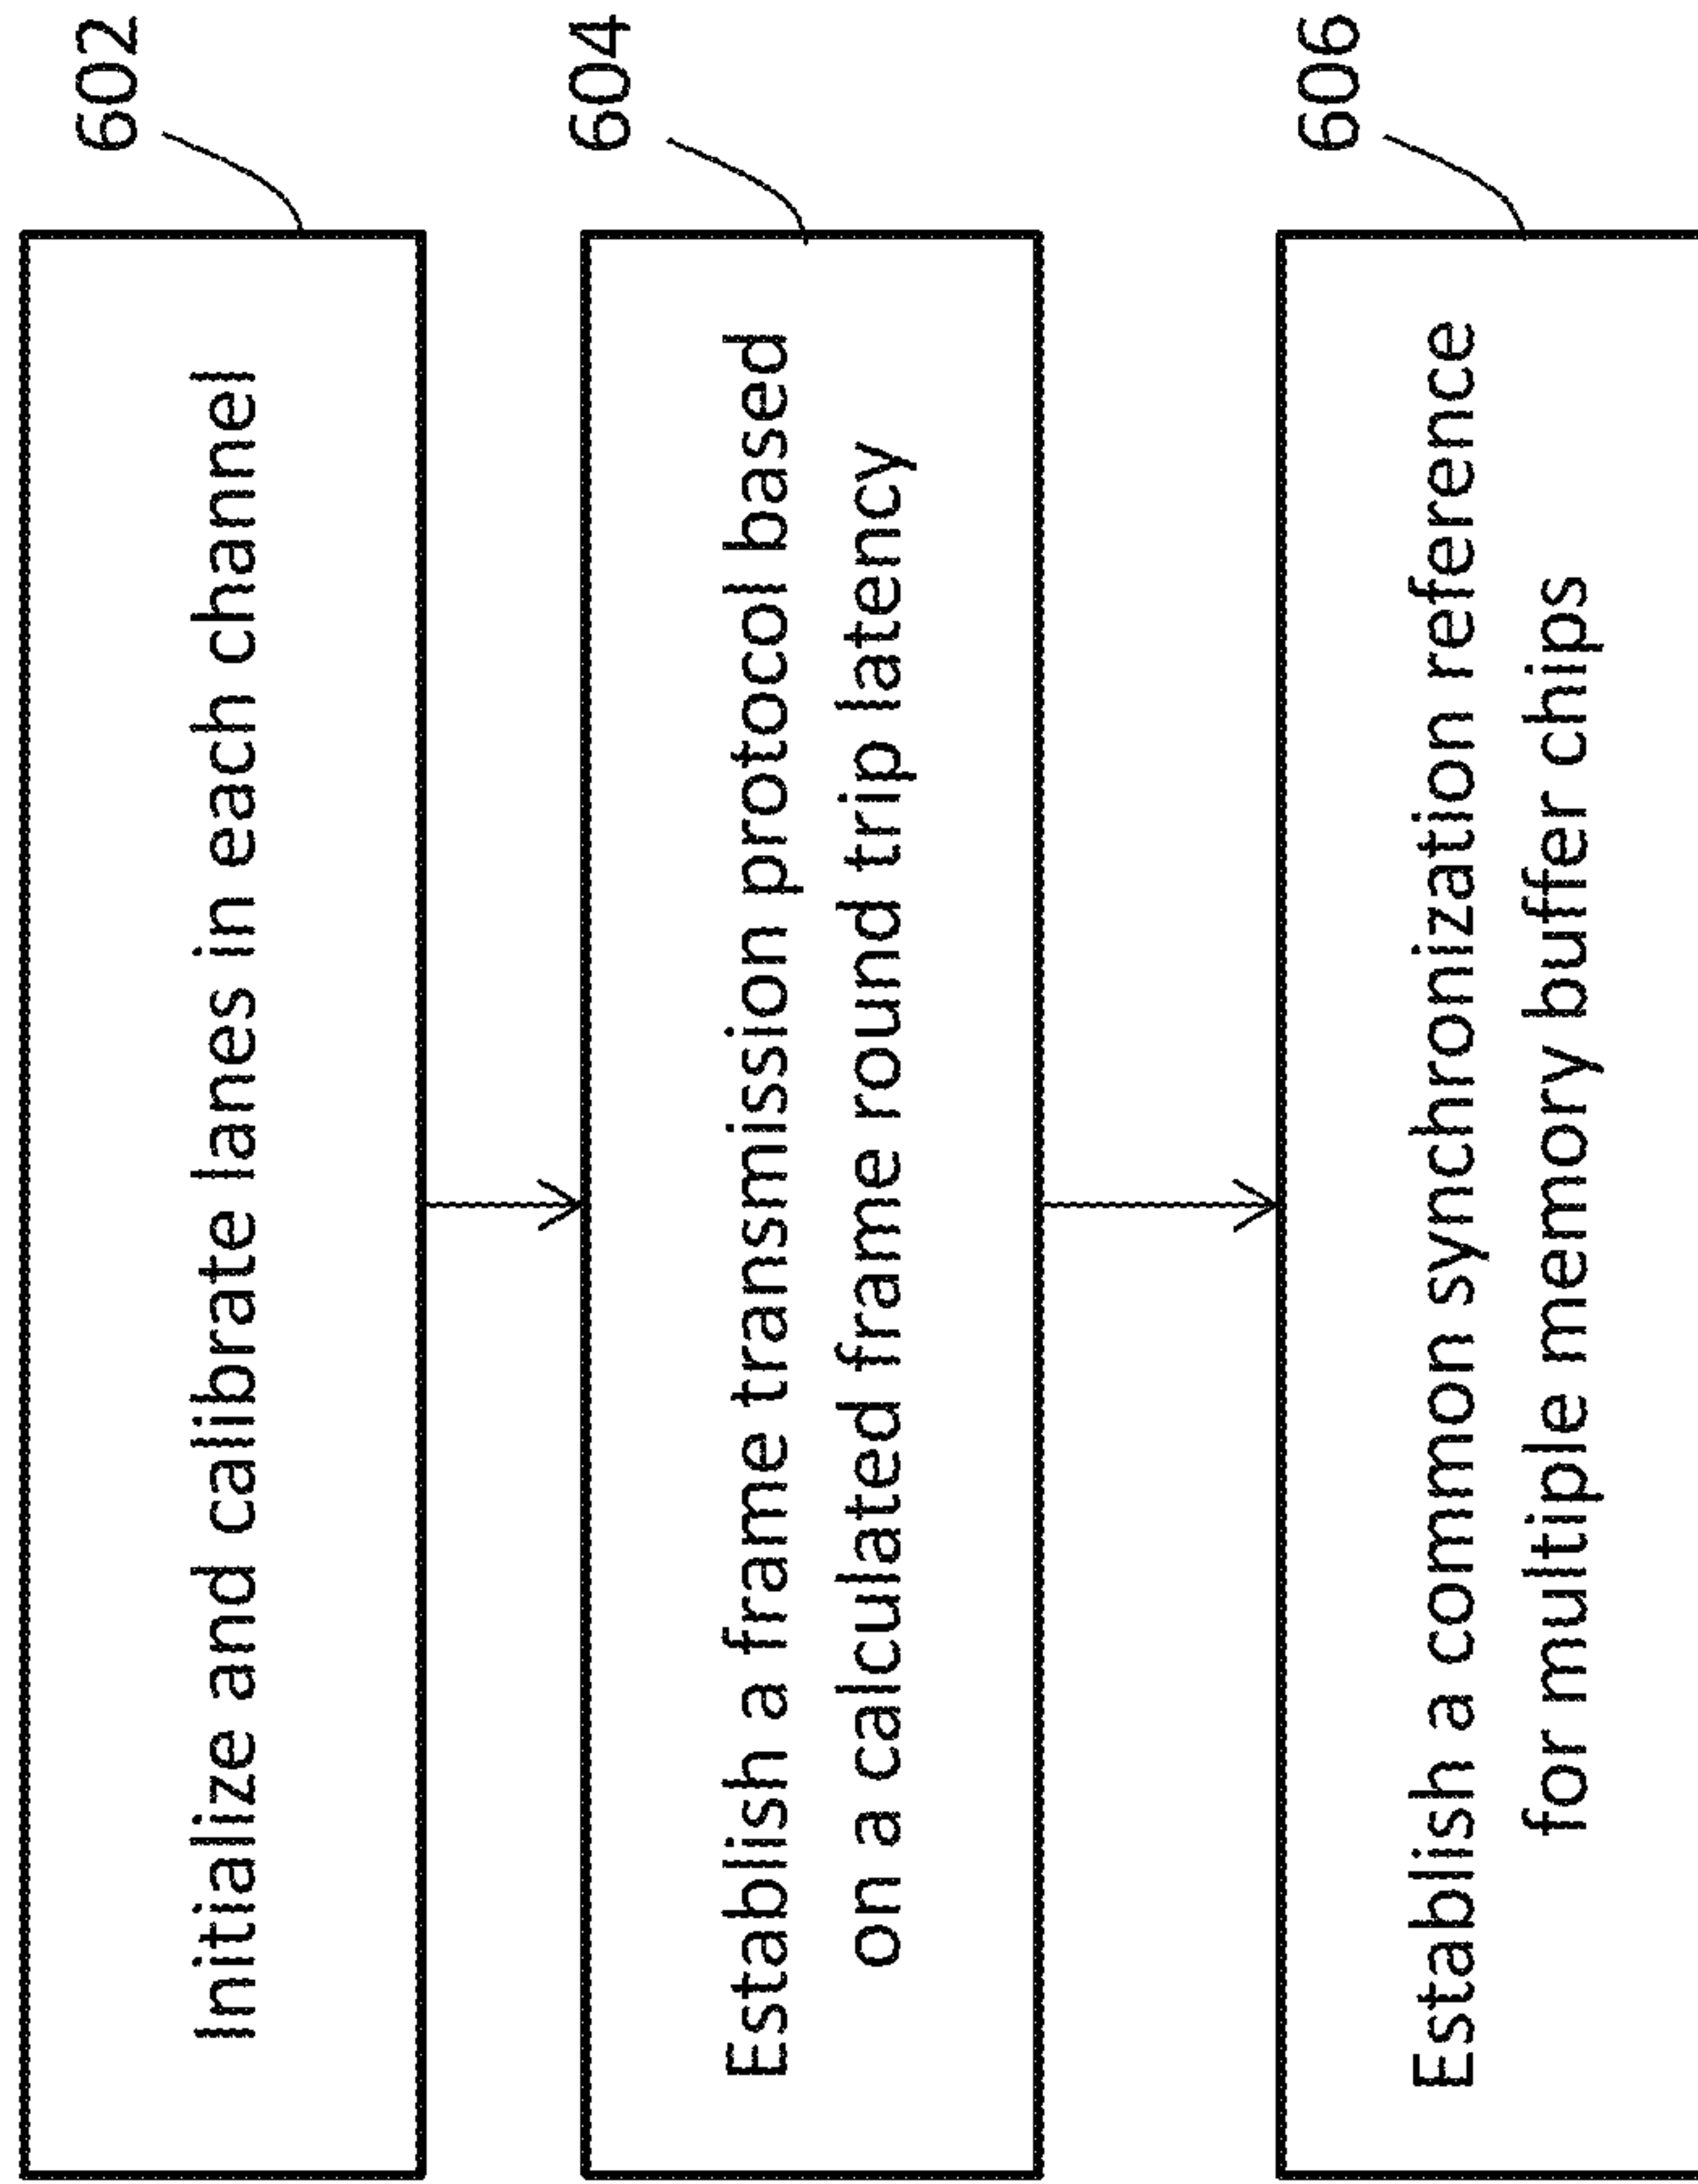 602
Initialize and calibrate lanes in each channel
604
Establish a frame transmission protocol based
on a calculated frame round trip latency
606
Establish a common synchronization reference
for multiple memory buffer chips